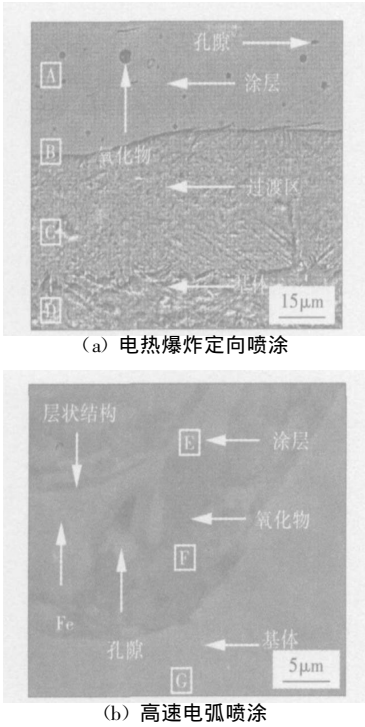 孔隙
A
涂层
B
氧化物
过渡区
C
基体
D
15μm
(a) 电热爆炸定向喷涂
层状结构
E
涂层
氧化物
F
Fe
孔隙
基体
G
5μm
(b) 高速电弧喷涂